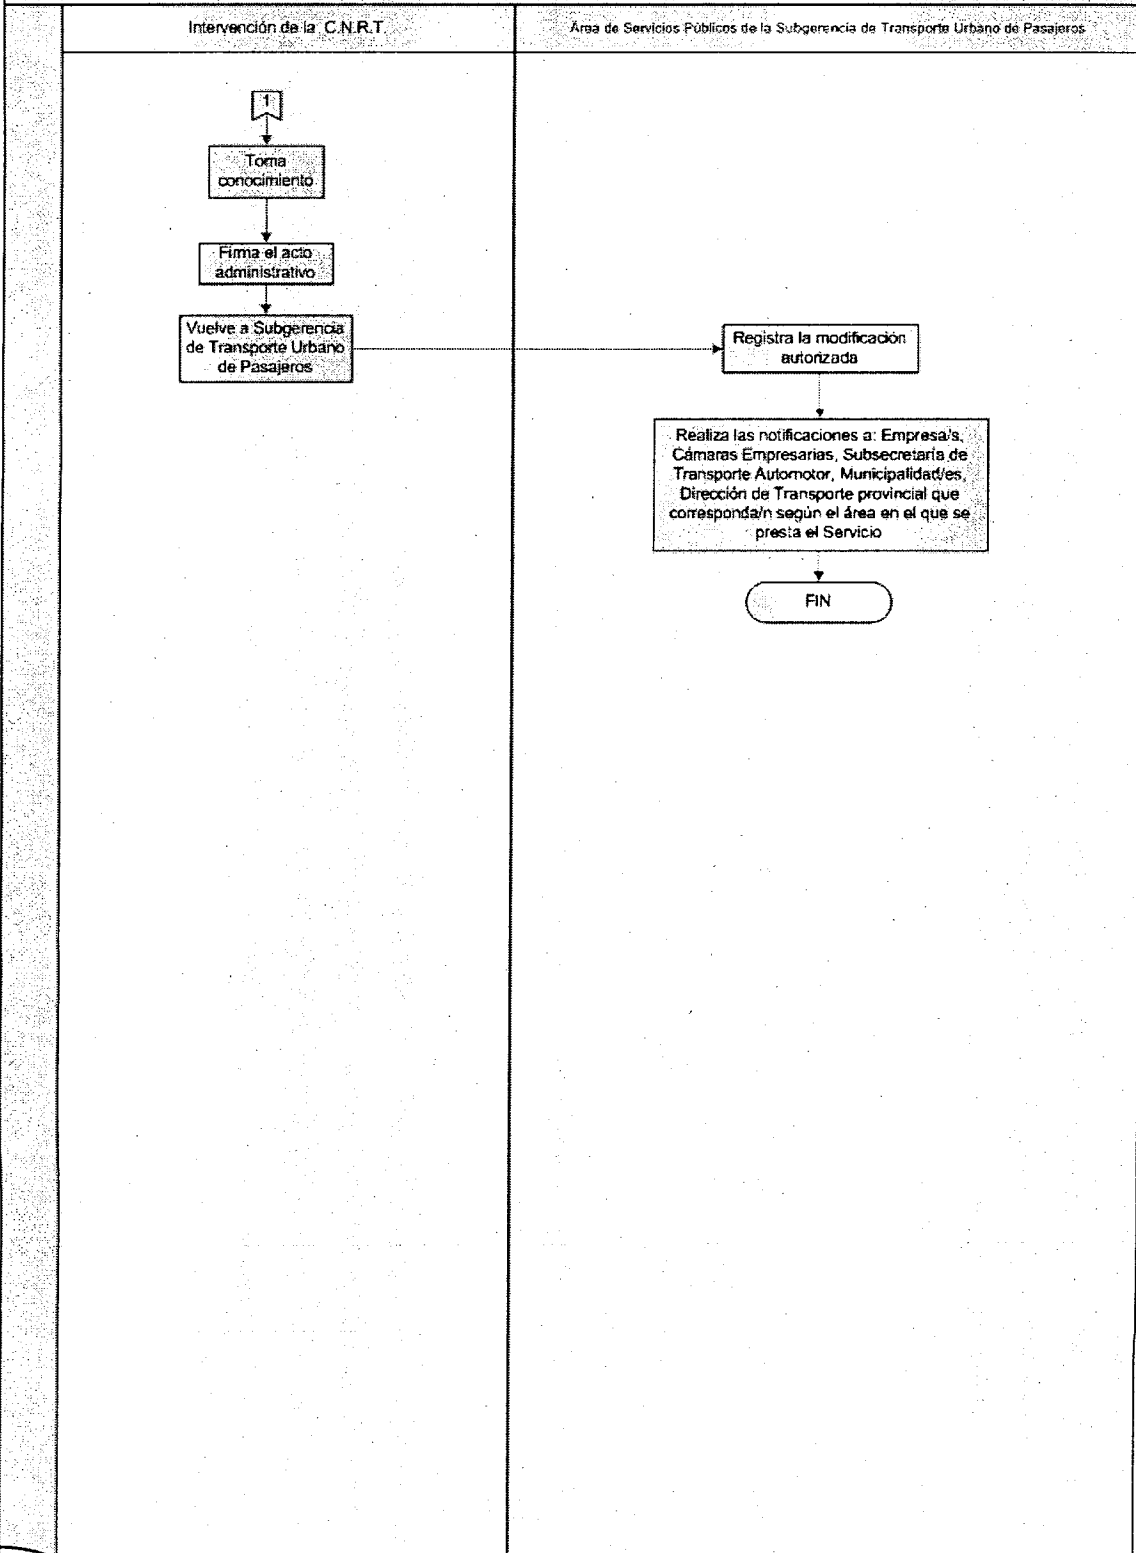 Intervención de la C.N.R.T.
Área de Servicios Públicos de la Subgerencia de Transporte Urbano de Pasajeros
1
Toma
conocimiento
Firma el acto
administrativo
Vuelve a Subgerencia
de Transporte Urbano
de Pasajeros
Registra la modificación
autorizada
Realiza las notificaciones a: Empresa/s,
Cámaras Empresarias, Subsecretaría de
Transporte Automotor, Municipalidad/es,
Dirección de Transporte provincial que
corresponda/n según el área en el que se
presta el Servicio
FIN